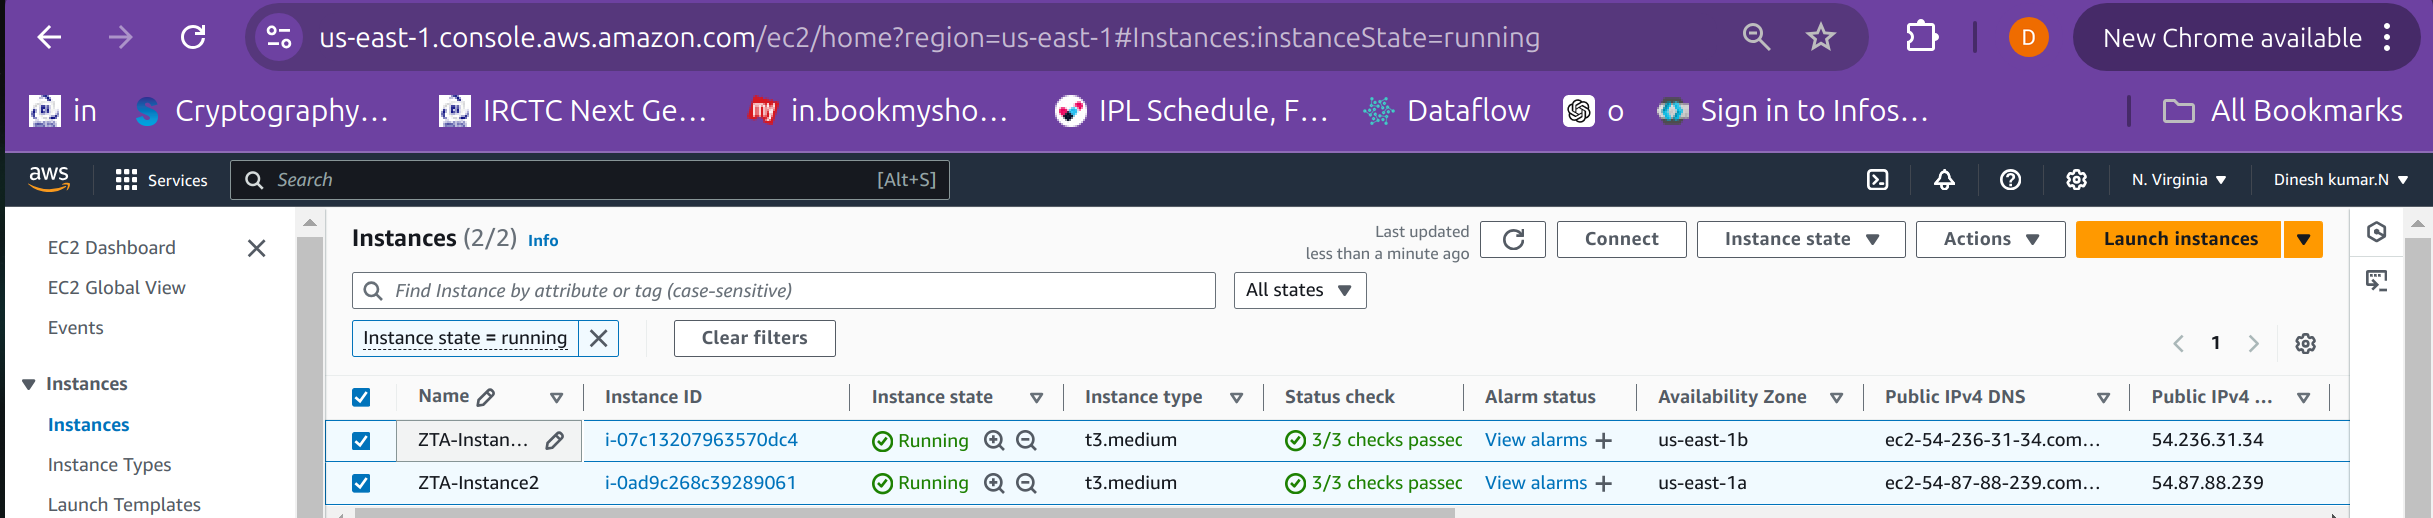 us-east-1.console.aws.amazon.com/ec2/home?region=us-east-1#Instances:instanceState=running D New Chrome available
in Cryptography... IRCTC Next Ge... my in.bookmysho... IPL Schedule, F... Dataflow o Sign in to Infos... All Bookmarks
aws Services Search [Alt+S] N. Virginia Dinesh kumar.N
EC2 Dashboard
EC2 Global View
Events
Instances
Instances
Instance Types
Launch Templates
Instances (2/2) Info
Last updated
less than a minute ago
Connect Instance state Actions Launch instances
Find Instance by attribute or tag (case-sensitive) All states
Instance state = running Clear filters
1
Name Instance ID Instance state Instance type Status check Alarm status Availability Zone Public IPv4 DNS Public IPv4 ...
ZTA-Instan... i-07c13207963570dc4 Running t3.medium 3/3 checks passec View alarms + us-east-1b ec2-54-236-31-34.com... 54.236.31.34
ZTA-Instance2 i-0ad9c268c39289061 Running t3.medium 3/3 checks passec View alarms + us-east-1a ec2-54-87-88-239.com... 54.87.88.239